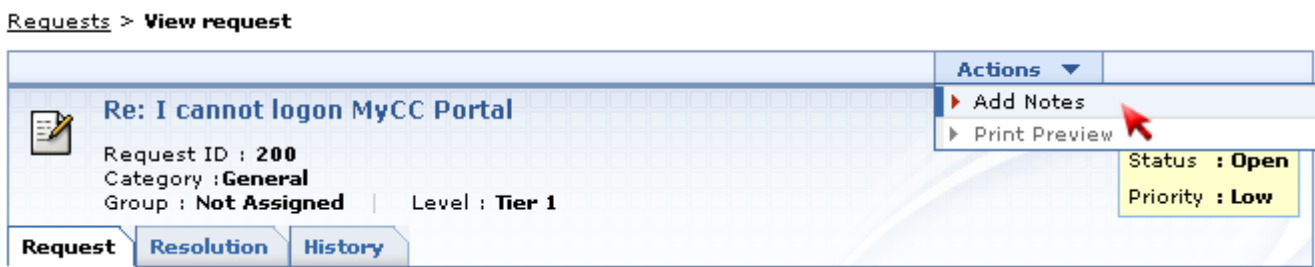 Requests > View request
Actions
Re: I cannot logon MyCC Portal
Add Notes
Print Preview
Request ID : 200
Category :General
Group : Not Assigned | Level : Tier 1
Status : Open
Priority : Low
Request Resolution History